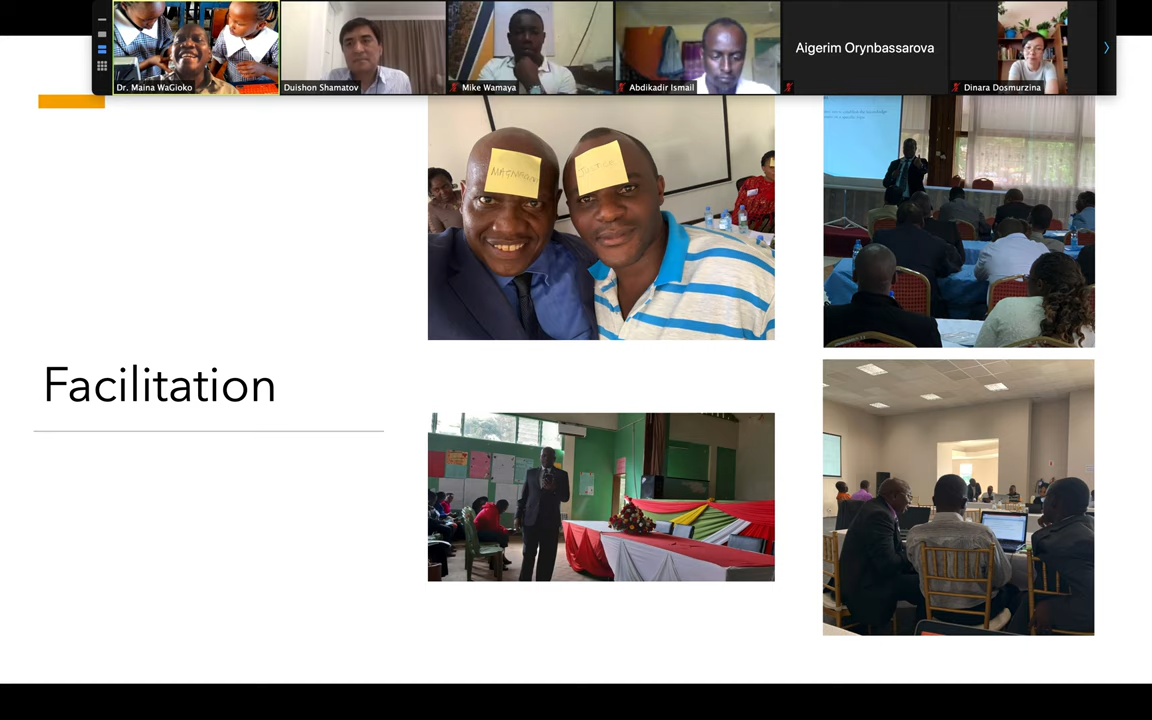 Dr. Maina WaGioko
Duishon Shamatov
Mike Wamaya
Abdikadir Ismail
Aigerim Orynbassarova
Dinara Dosmurzina
Facilitation